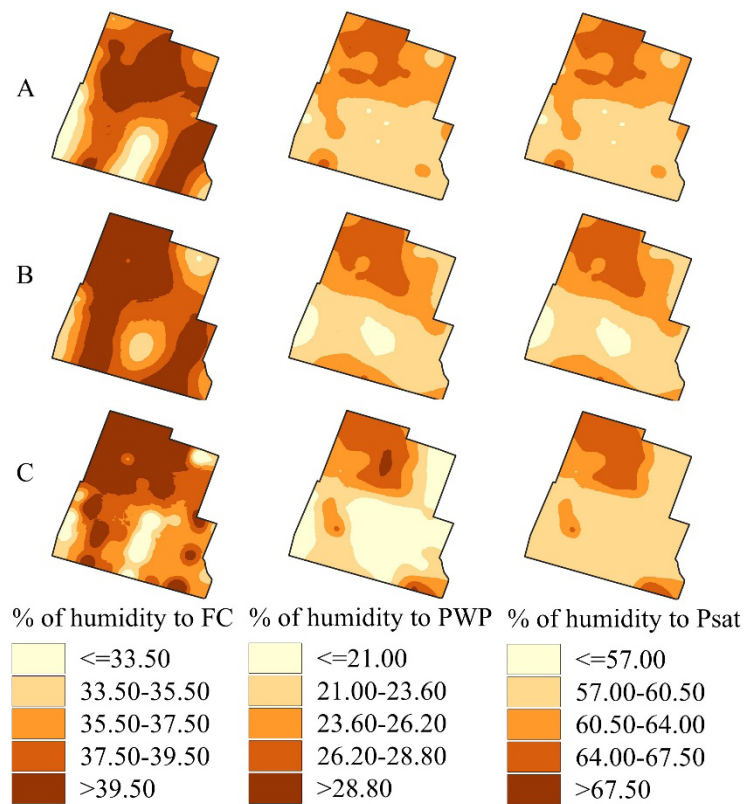 A
B
C
% of humidity to FC % of humidity to PWP % of humidity to Psat
<=33.50 <=21.00 <=57.00
33.50-35.50 21.00-23.60 57.00-60.50
35.50-37.50 23.60-26.20 60.50-64.00
37.50-39.50 26.20-28.80 64.00-67.50
>39.50 >28.80 >67.50